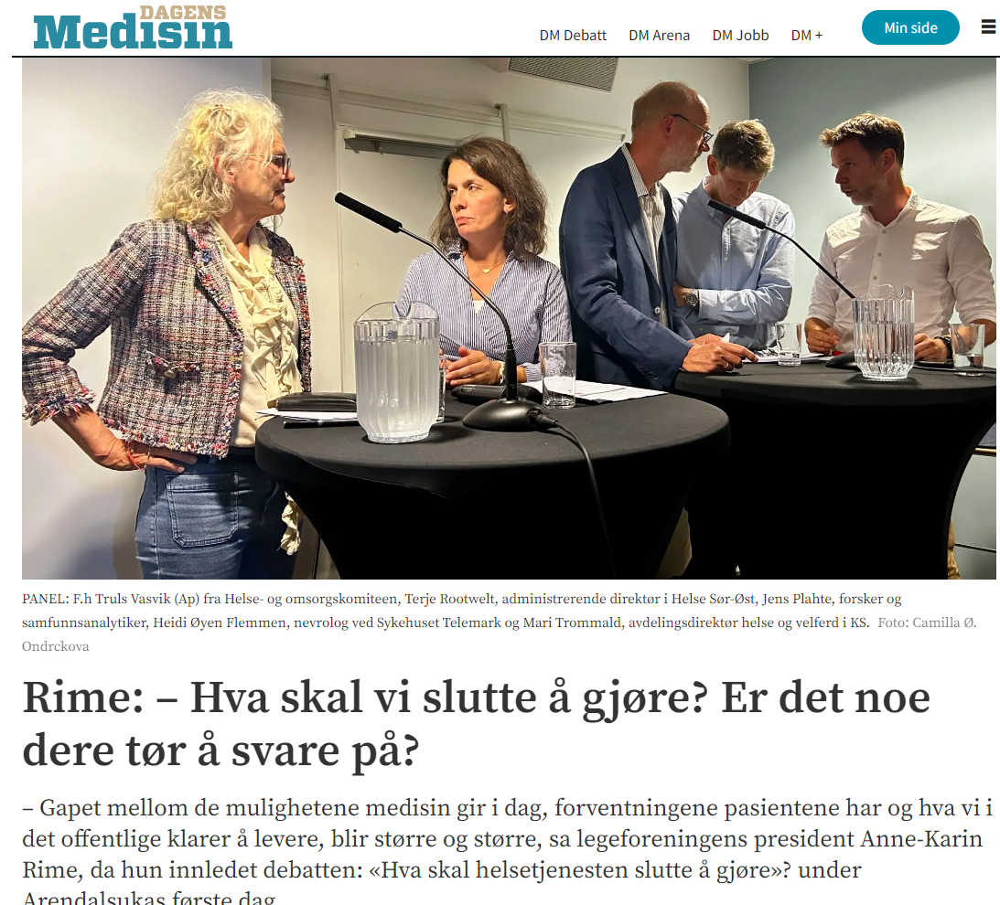 DAGENS
Medisin
DM Debatt DM Arena DM Jobb DM + Min side
PANEL: F.h Truls Vasvik (Ap) fra Helse- og omsorgskomiteen, Terje Rootwelt, administrerende direktør i Helse Sør-Øst, Jens Plahte, forsker og
samfunnsanalytiker, Heidi Øyen Flemmen, nevrolog ved Sykehuset Telemark og Mari Trommald, avdelingsdirektør helse og velferd i KS. Foto: Camilla Ø.
Ondrckova
Rime: – Hva skal vi slutte å gjøre? Er det noe
dere tør å svare på?
– Gapet mellom de mulighetene medisin gir i dag, forventningene pasientene har og hva vi i
det offentlige klarer å levere, blir større og større, sa legeforeningens president Anne-Karin
Rime, da hun innledet debatten: «Hva skal helsetjenesten slutte å gjøre»? under
Arendalsukas første dag